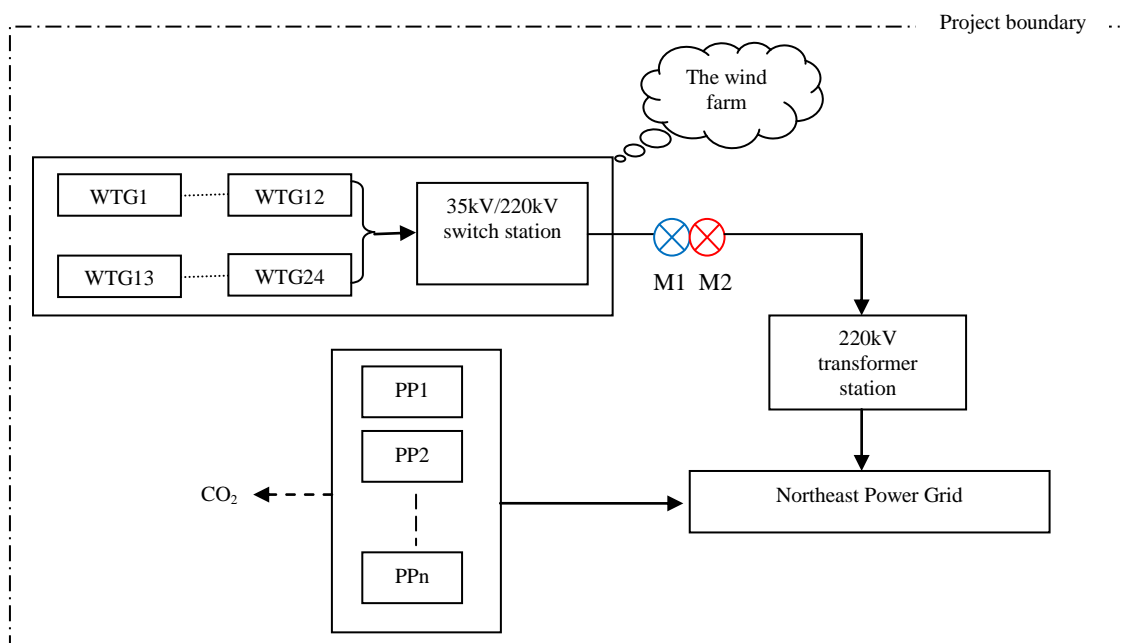 Project boundary
The wind
farm
WTG1
WTG12
35kV/220kV
switch station
WTG13
WTG24
M1 M2
220kV
transformer
station
PP1
PP2
CO₂
Northeast Power Grid
PPn